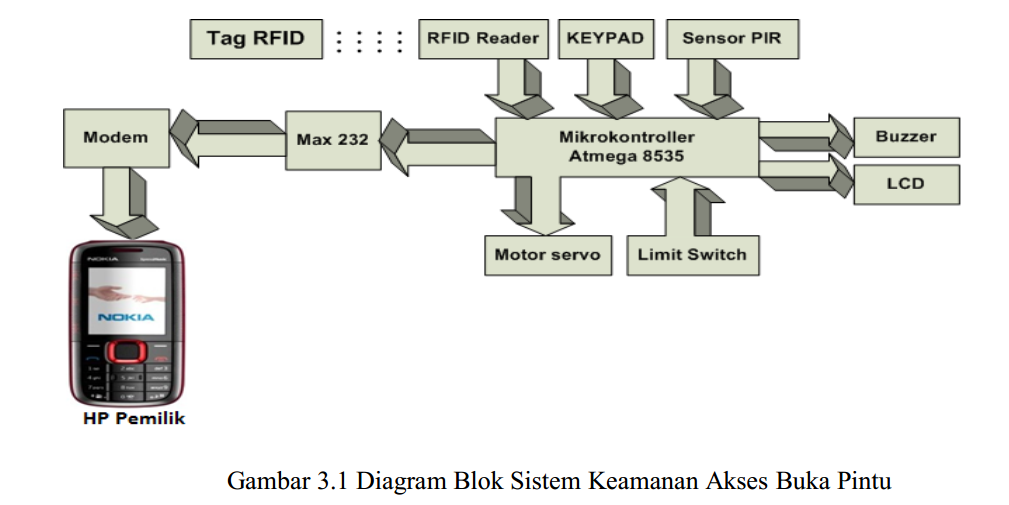 Tag RFID
RFID Reader
KEYPAD
Sensor PIR
Modem
Max 232
Mikrokontroller
Atmega 8535
Buzzer
LCD
Motor servo
Limit Switch
NOKIA
NOKIA
HP Pemilik
Gambar 3.1 Diagram Blok Sistem Keamanan Akses Buka Pintu